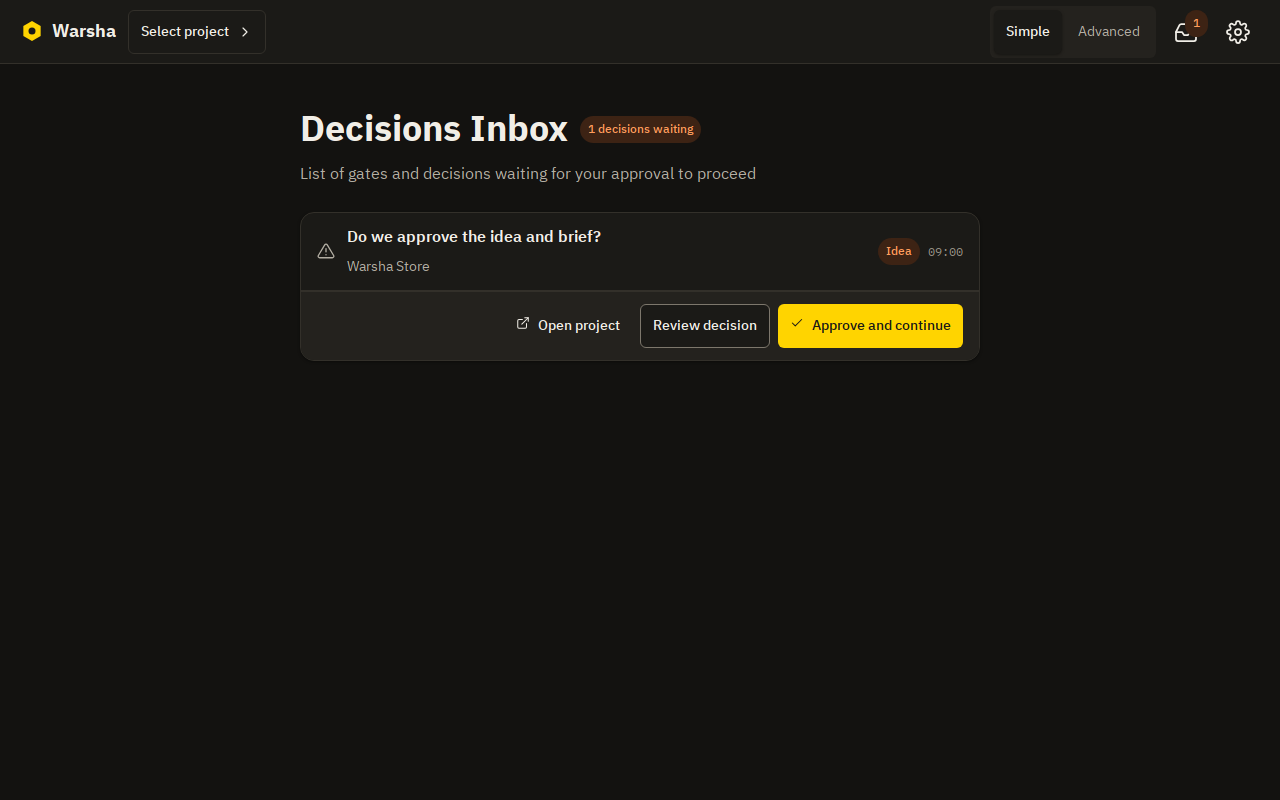 Warsha
Select project
Simple
Advanced
1
Decisions Inbox
1 decisions waiting
List of gates and decisions waiting for your approval to proceed
Do we approve the idea and brief?
Warsha Store
Idea
09:00
Open project
Review decision
Approve and continue